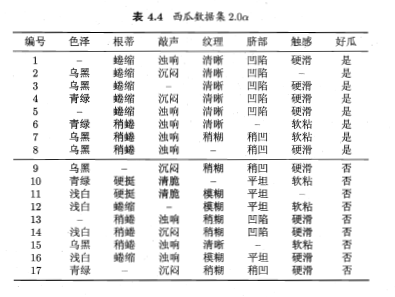 表 4.4 西瓜数据集 2.0α
编号 色泽 根蒂 敲声 纹理 脐部 触感 好瓜
1 – 蜷缩 浊响 清晰 凹陷 硬滑 是
2 乌黑 蜷缩 沉闷 清晰 凹陷 – 是
3 乌黑 蜷缩 – 清晰 凹陷 硬滑 是
4 青绿 蜷缩 沉闷 清晰 凹陷 硬滑 是
5 – 蜷缩 浊响 清晰 凹陷 硬滑 是
6 青绿 稍蜷 浊响 清晰 – 软粘 是
7 乌黑 稍蜷 浊响 稍糊 稍凹 软粘 是
8 乌黑 稍蜷 浊响 – 稍凹 硬滑 是
9 乌黑 – 沉闷 稍糊 稍凹 硬滑 否
10 青绿 硬挺 清脆 – 平坦 软粘 否
11 浅白 硬挺 清脆 模糊 平坦 – 否
12 浅白 蜷缩 – 模糊 平坦 软粘 否
13 – 稍蜷 浊响 稍糊 凹陷 硬滑 否
14 浅白 稍蜷 沉闷 稍糊 凹陷 硬滑 否
15 乌黑 稍蜷 浊响 清晰 – 软粘 否
16 浅白 蜷缩 浊响 模糊 平坦 硬滑 否
17 青绿 – 沉闷 稍糊 稍凹 硬滑 否